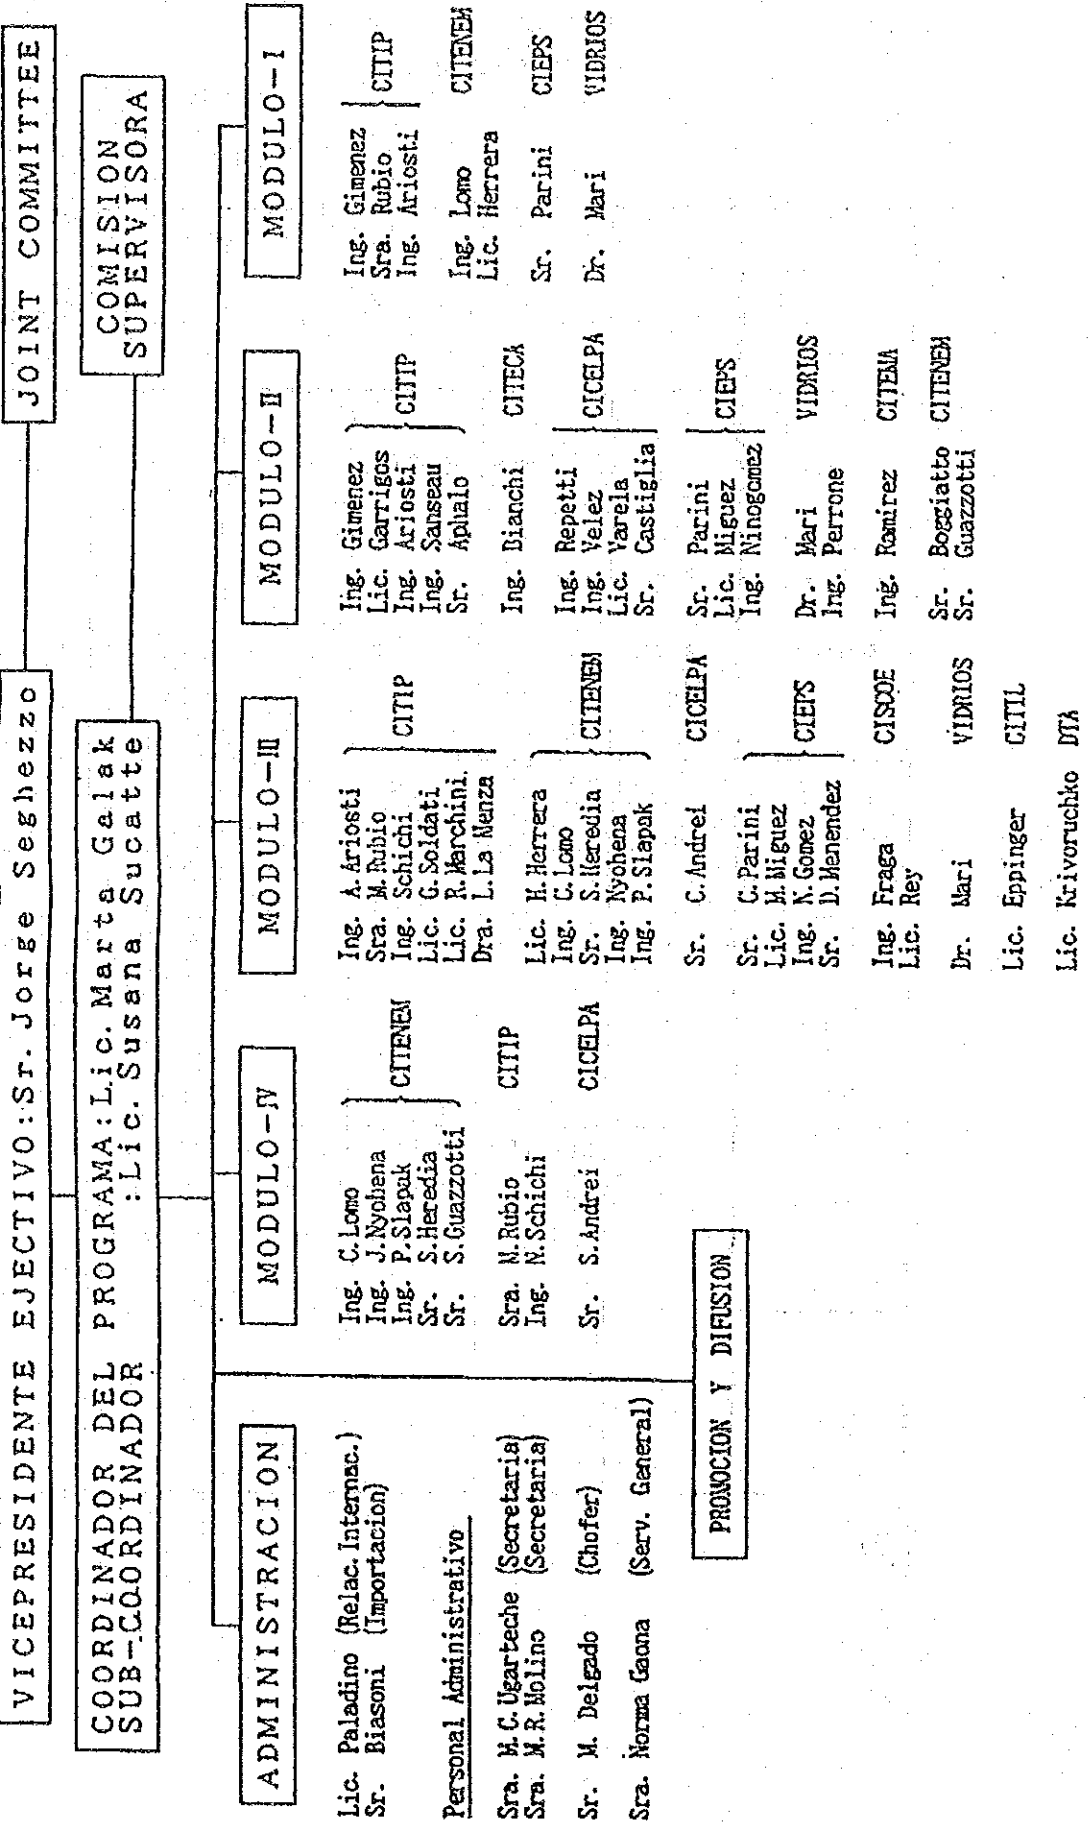 VICEPRESIDENTE EJECTIVO:Sr. Jorge Seghezzo
JOINT COMMITTEE
COORDINADOR DEL PROGRAMA:Lic. Marta Galak
SUB-COORDINADOR :Lic. Susana Sucatte
COMISION
SUPERVISORA
ADMINISTRACION
Lic. Paladino (Relac. Internac.)
Sr. Biasoni (Importacion)
Personal Administrativo
Sra. M.C. Ugarteche (Secretaria)
Sra. M.R. Molino (Secretaria)
Sr. M. Delgado (Chofer)
Sra. Norma Gaona (Serv. General)
PROMOCION Y DIFUSION
MODULO-IV
Ing. C. Lomo
Ing. J. Nyohena
Ing. P. Slapak
Sr. S. Heredia
Sr. S. Guazzotti
CITENEM
Sra. M. Rubio
Ing. N. Schichi
CITIP
Sr. S. Andrei CICELPA
MODULO-III
Ing. A. Ariosti
Sra. M. Rubio
Ing. Schichi
Lic. G. Soldati
Lic. R. Marchini.
Dra. L. La Nenza
CITIP
Lic. H. Herrera
Ing. C. Lomo
Sr. S. Heredia
Ing. Nyohena
Ing. P. Slapak
CITENEM
Sr. C. Andrei CICELPA
Sr. C. Parini
Lic. M. Miguez
Ing. N. Gomez
Sr. D. Menendez
CIEPS
Ing. Fraga
Lic. Rey
CISCOE
Dr. Mari VIDRIOS
Lic. Eppinger CITIL
Lic. Krivoruchko DTA
MODULO-II
Ing. Gimenez
Lic. Garrigos
Ing. Ariosti
Ing. Sanseau
Sr. Aphalo
CITIP
Ing. Bianchi CITECA
Ing. Repetti
Ing. Velez
Lic. Varela
Sr. Castiglia
CICELPA
Sr. Parini
Lic. Miguez
Ing. Ninogomez
CIEPS
Dr. Mari
Ing. Perrone
VIDRIOS
Ing. Ramirez CITEMA
Sr. Boggiatto
Sr. Guazzotti
CITENEM
MODULO-I
Ing. Gimenez
Sra. Rubio
Ing. Ariosti
CITIP
Ing. Lomo
Lic. Herrera
CITENEM
Sr. Parini CIEPS
Dr. Mari VIDRIOS